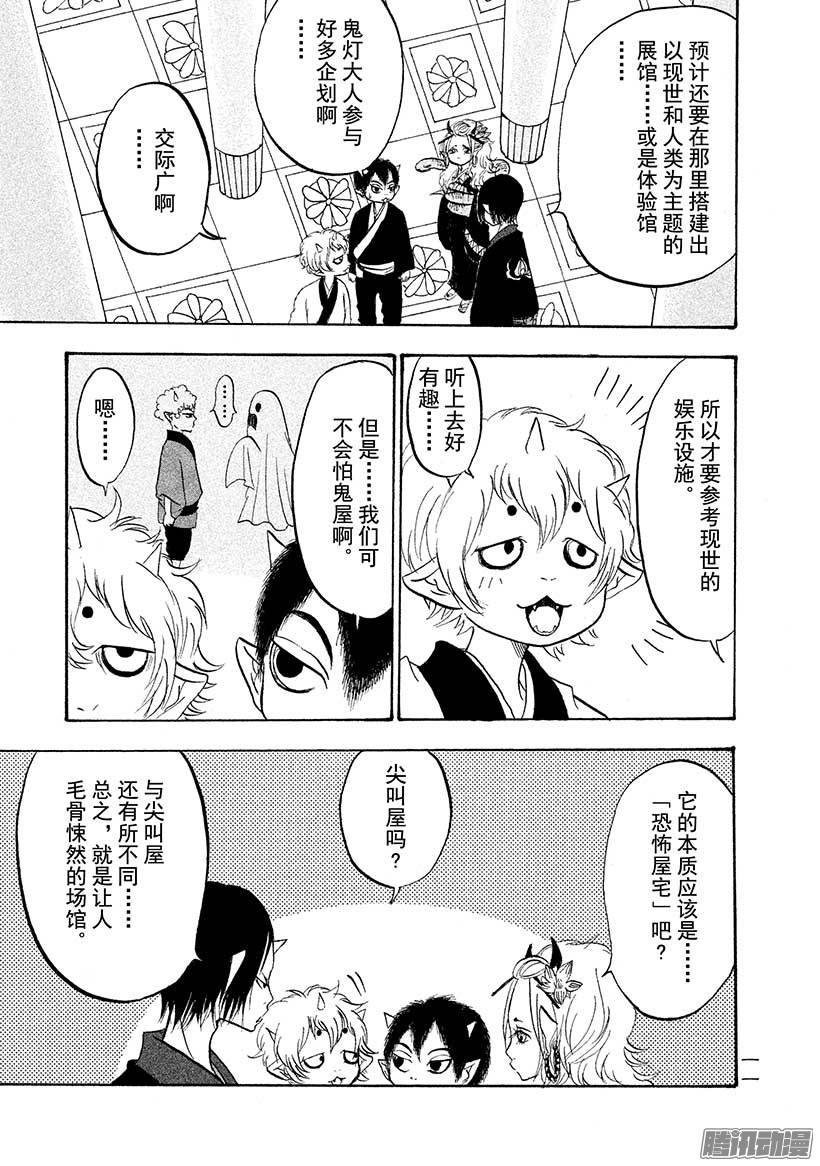 预计还要在那里搭建出
以现世和人类为主题的
展馆……或是体验馆
……
鬼灯大人参与
好多企划啊
……
交际广啊
……
所以才要参考现世的
娱乐设施。
听上去好
有趣……
但是……我们可
不会怕鬼屋啊。
……
嗯……
它的本质应该是……
「恐怖屋宅」吧？
尖叫屋吗？
与尖叫屋
还有所不同……
总之，就是让人
毛骨悚然的场馆。
一一
腾讯动漫